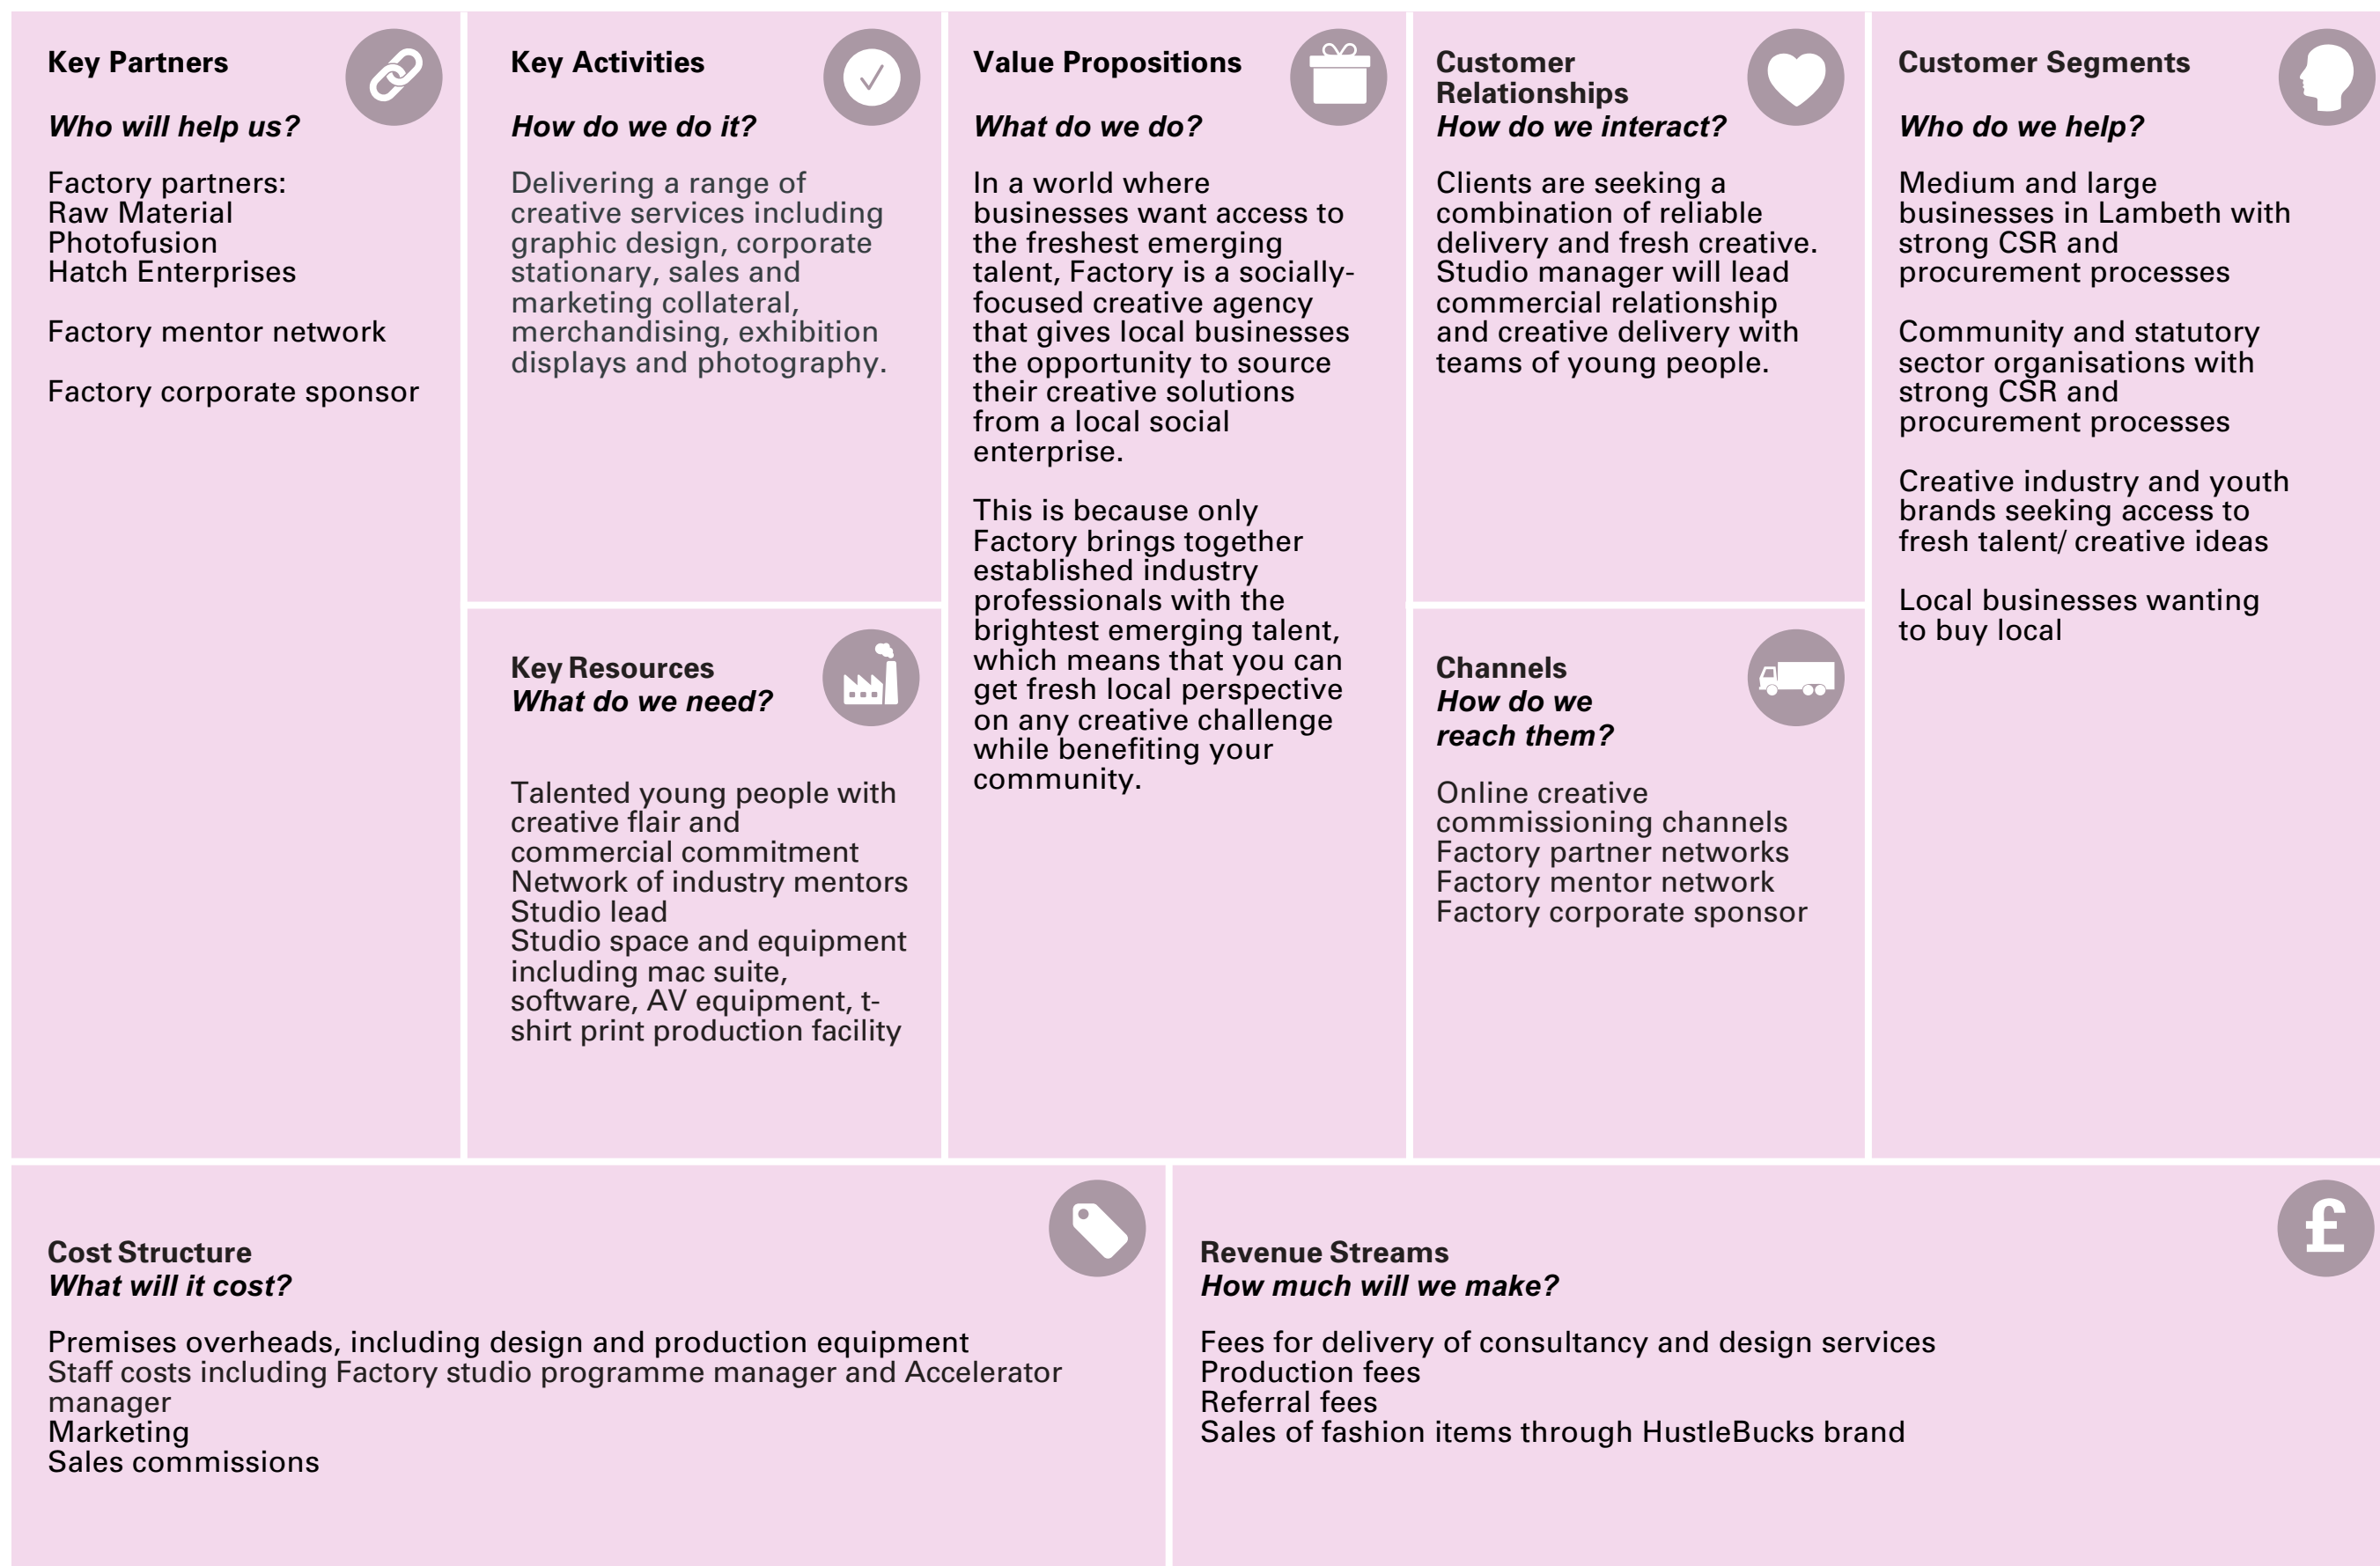 Key Partners
Who will help us?
Factory partners:
Raw Material
Photofusion
Hatch Enterprises
Factory mentor network
Factory corporate sponsor
Key Activities
How do we do it?
Delivering a range of
creative services including
graphic design, corporate
stationary, sales and
marketing collateral,
merchandising, exhibition
displays and photography.
Key Resources
What do we need?
Talented young people with
creative flair and
commercial commitment
Network of industry mentors
Studio lead
Studio space and equipment
including mac suite,
software, AV equipment, t-
shirt print production facility
Value Propositions
What do we do?
In a world where
businesses want access to
the freshest emerging
talent, Factory is a socially-
focused creative agency
that gives local businesses
the opportunity to source
their creative solutions
from a local social
enterprise.
This is because only
Factory brings together
established industry
professionals with the
brightest emerging talent,
which means that you can
get fresh local perspective
on any creative challenge
while benefiting your
community.
Customer
Relationships
How do we interact?
Clients are seeking a
combination of reliable
delivery and fresh creative.
Studio manager will lead
commercial relationship
and creative delivery with
teams of young people.
Channels
How do we
reach them?
Online creative
commissioning channels
Factory partner networks
Factory mentor network
Factory corporate sponsor
Customer Segments
Who do we help?
Medium and large
businesses in Lambeth with
strong CSR and
procurement processes
Community and statutory
sector organisations with
strong CSR and
procurement processes
Creative industry and youth
brands seeking access to
fresh talent/ creative ideas
Local businesses wanting
to buy local
Cost Structure
What will it cost?
Premises overheads, including design and production equipment
Staff costs including Factory studio programme manager and Accelerator
manager
Marketing
Sales commissions
£
Revenue Streams
How much will we make?
Fees for delivery of consultancy and design services
Production fees
Referral fees
Sales of fashion items through HustleBucks brand